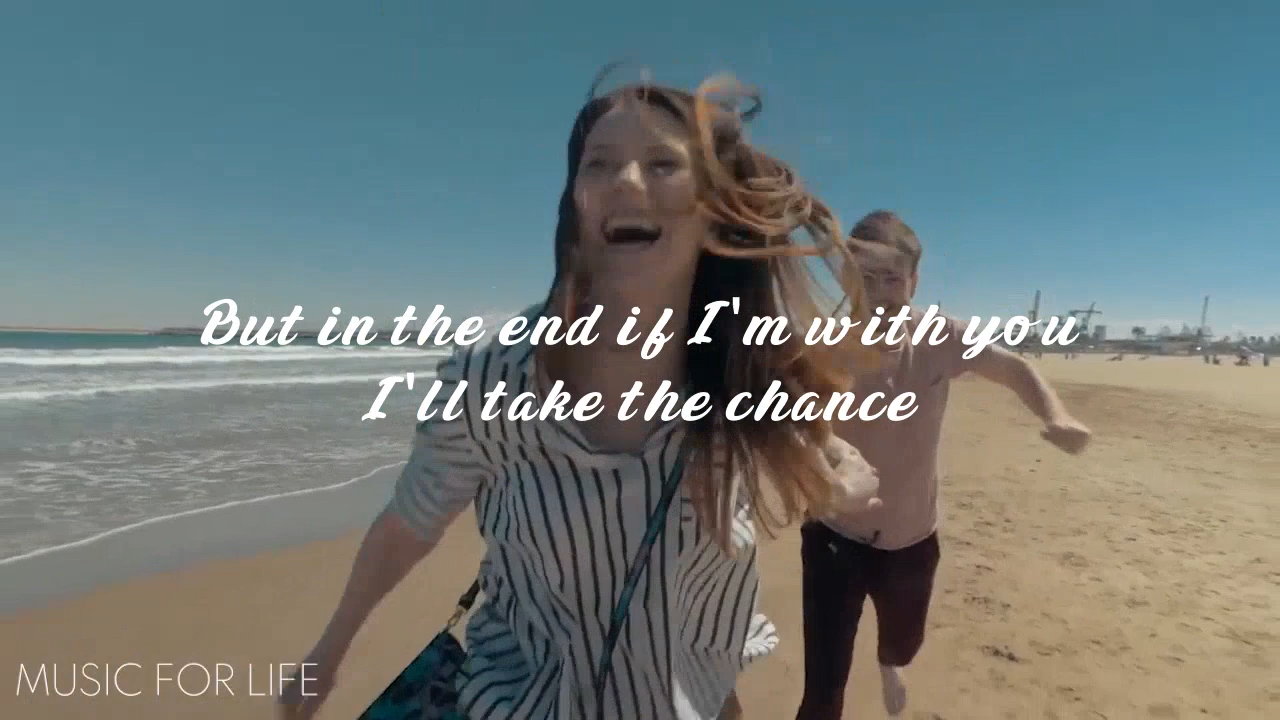 But in the end if I'm with you
I'll take the chance
MUSIC FOR LIFE